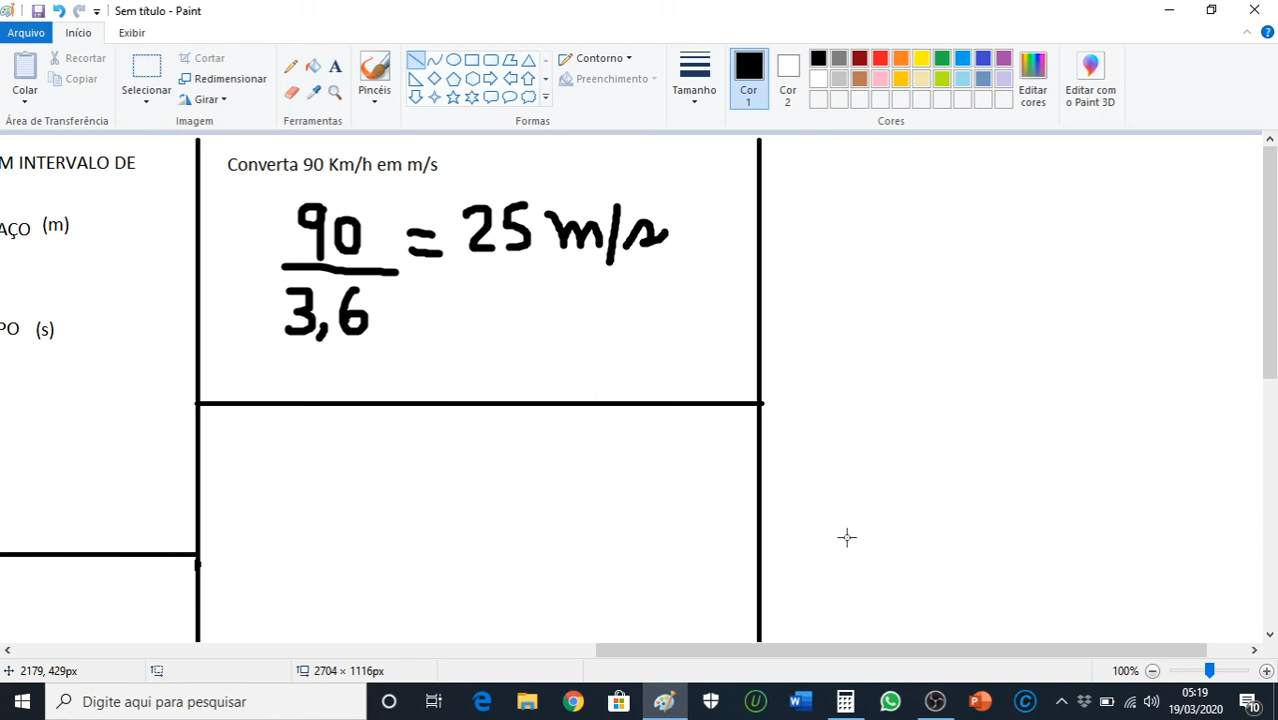 Sem título - Paint
Arquivo Início Exibir
Colar
Recortar
Copiar
Área de Transferência
Selecionar
Cortar
Redimensionar
Girar
Imagem
A
Pincéis
Ferramentas
Contorno
Preenchimento
Formas
Tamanho
Cor 1
Cor 2
Editar cores
Editar com o Paint 3D
Cores
M INTERVALO DE
AÇO (m)
PO (s)
Converta 90 Km/h em m/s
90 = 25 m/s
3,6
2179, 429px
2704 × 1116px
100%
Digite aqui para pesquisar
05:19
19/03/2020
10